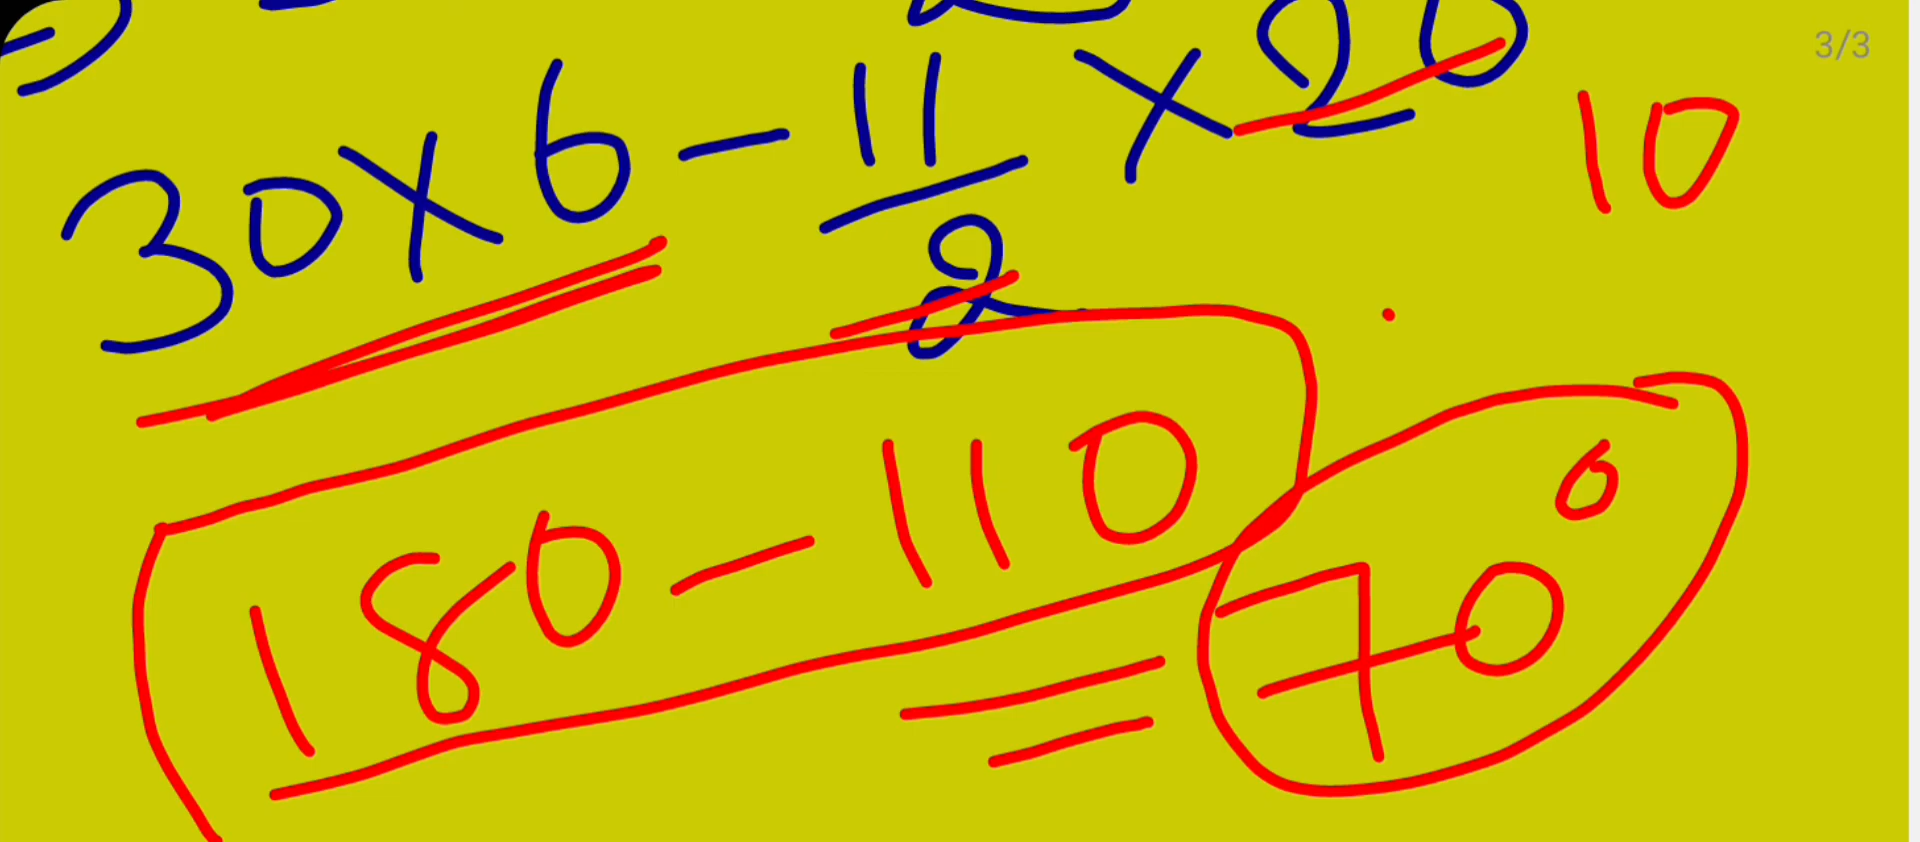 3/3
30 × 6 - 11/2 × 20 10
180 - 110
= 70°